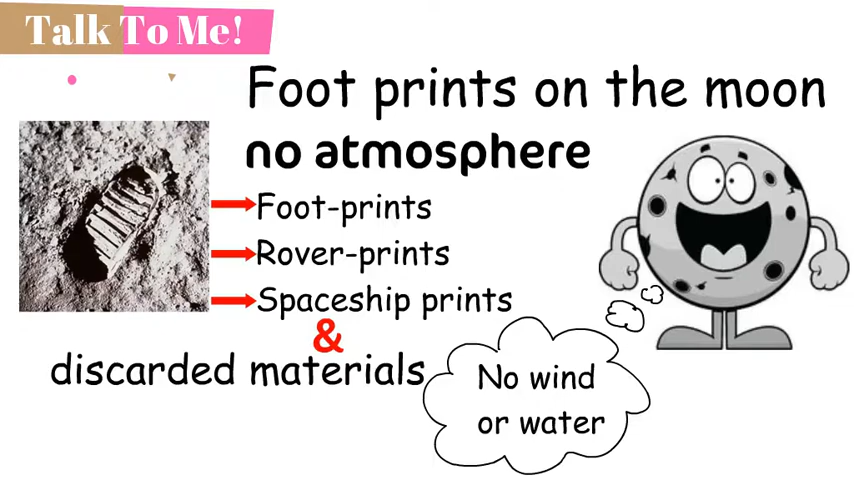 Talk To Me!
Foot prints on the moon
no atmosphere
Foot-prints
Rover-prints
Spaceship prints
&
discarded materials
No wind
or water